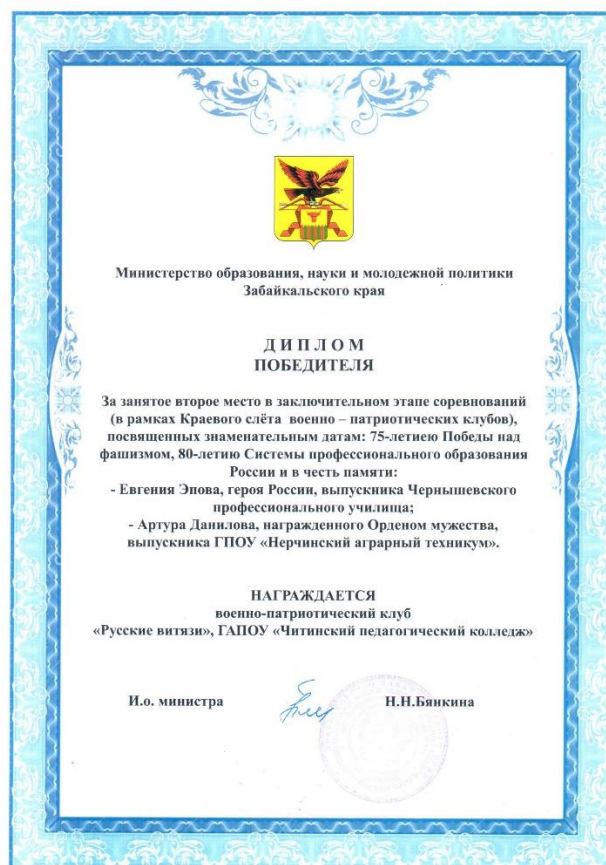 Министерство образования, науки и молодежной политики
Забайкальского края
Д И П Л О М
ПОБЕДИТЕЛЯ
За занятое второе место в заключительном этапе соревнований
(в рамках Краевого слёта военно – патриотических клубов),
посвященных знаменательным датам: 75-летиею Победы над
фашизмом, 80-летию Системы профессионального образования
России и в честь памяти:
- Евгения Эпова, героя России, выпускника Чернышевского
профессионального училища;
- Артура Данилова, награжденного Орденом мужества,
выпускника ГПОУ «Нерчинский аграрный техникум».
НАГРАЖДАЕТСЯ
военно-патриотический клуб
«Русские витязи», ГАПОУ «Читинский педагогический колледж»
И.о. министра Н.Н.Бянкина